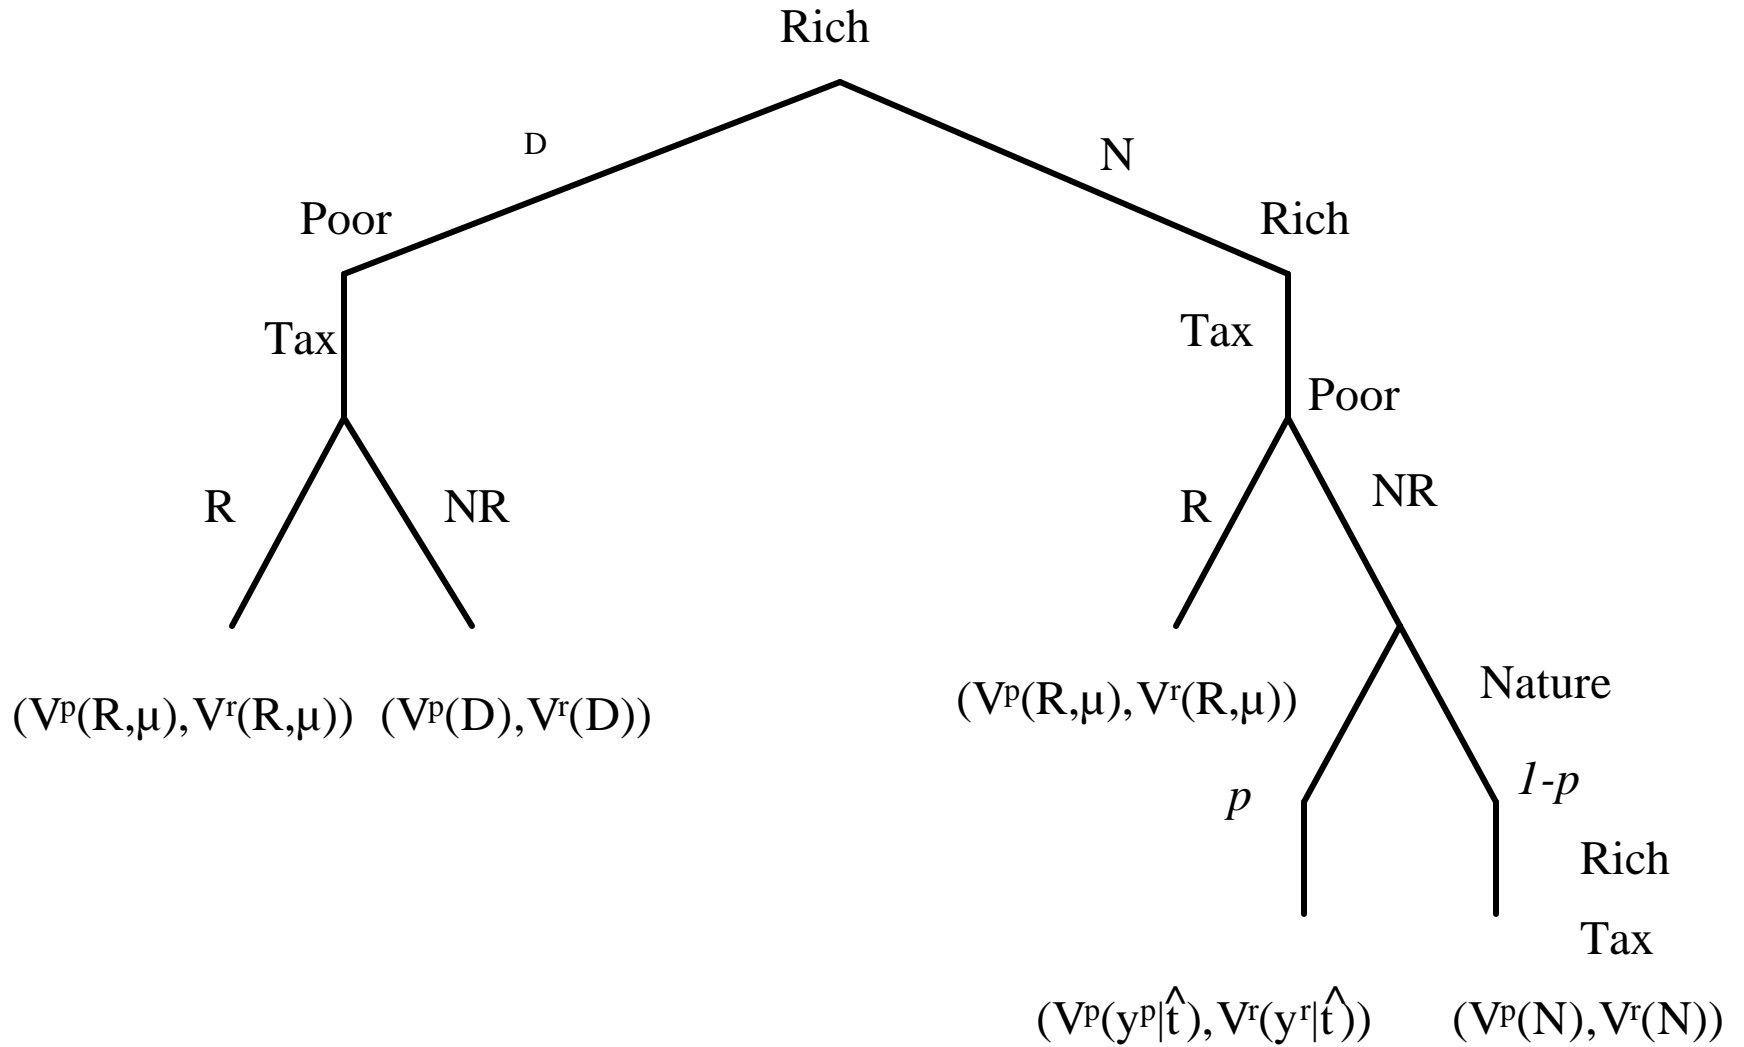 Rich
D
N
Poor
Rich
Tax
Tax
Poor
R
NR
R
NR
(Vᵖ(R,μ),Vʳ(R,μ))
(Vᵖ(D),Vʳ(D))
(Vᵖ(R,μ),Vʳ(R,μ))
Nature
p
1-p
Rich
Tax
(Vᵖ(yᵖ|t̂),Vʳ(yʳ|t̂))
(Vᵖ(N),Vʳ(N))